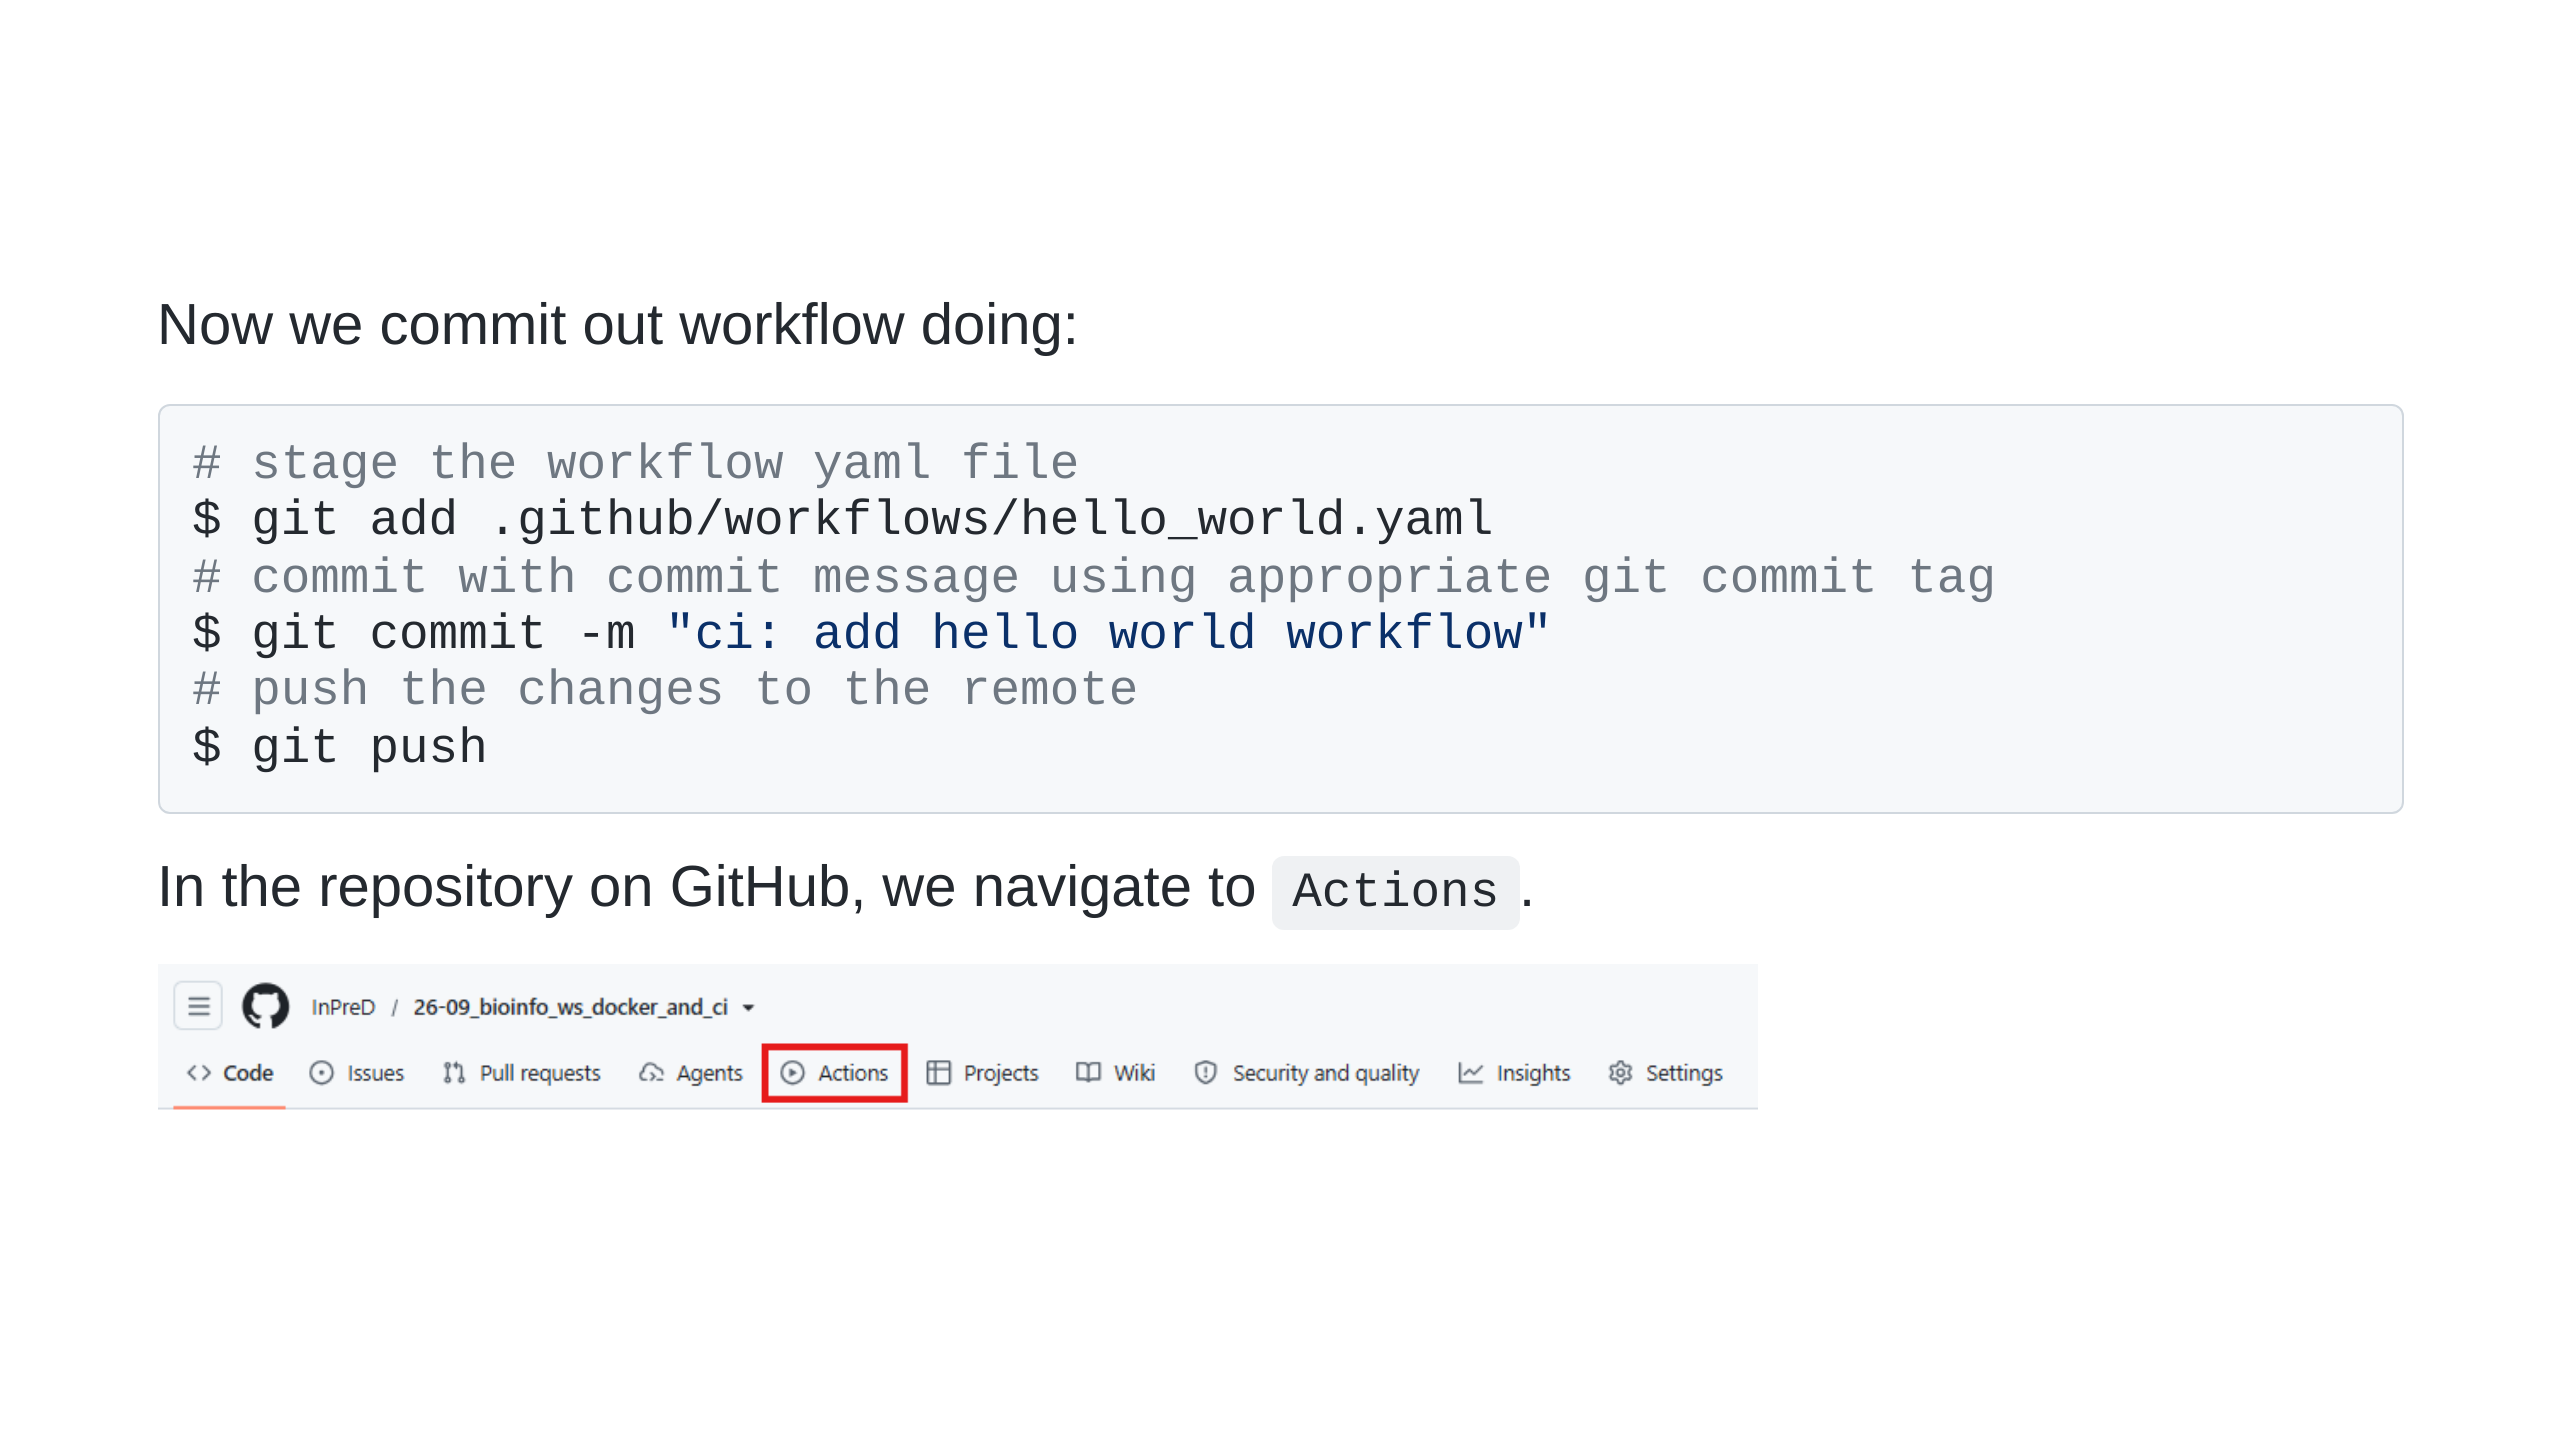 Now we commit out workflow doing:
# stage the workflow yaml file
$ git add .github/workflows/hello_world.yaml
# commit with commit message using appropriate git commit tag
$ git commit -m "ci: add hello world workflow"
# push the changes to the remote
$ git push
In the repository on GitHub, we navigate to Actions.
InPreD / 26-09_bioinfo_ws_docker_and_ci
Code Issues Pull requests Agents Actions Projects Wiki Security and quality Insights Settings